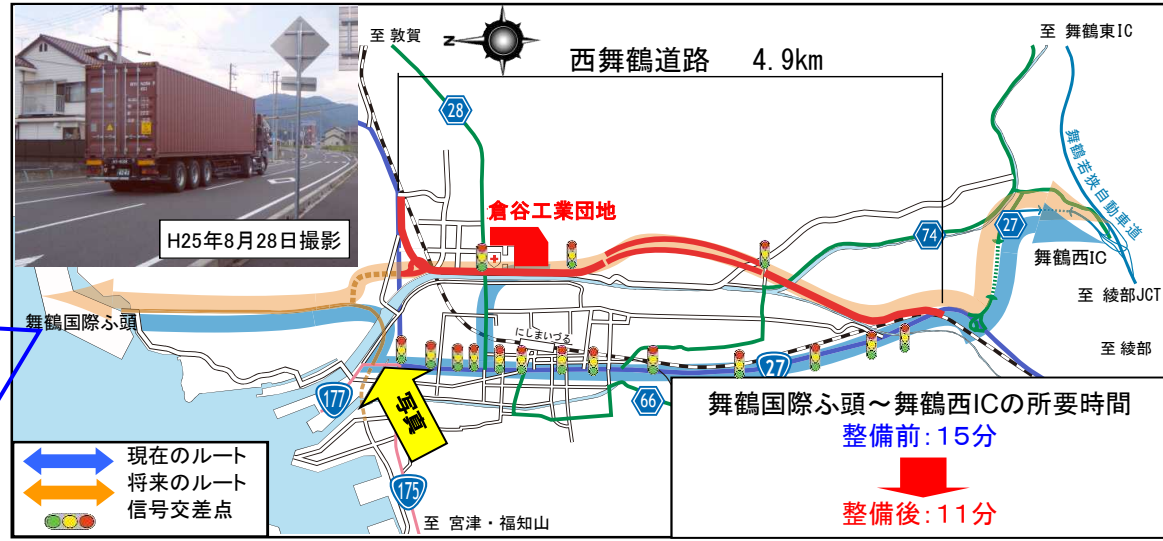 至 敦賀
N
西舞鶴道路 4.9km
至 舞鶴東IC
28
舞鶴若狭自動車道
倉谷工業団地
H25年8月28日撮影
74
27
舞鶴西IC
至 綾部JCT
舞鶴国際ふ頭
にしまいづる
至 綾部
27
177
写真
66
175
至 宮津・福知山
現在のルート
将来のルート
信号交差点
舞鶴国際ふ頭～舞鶴西ICの所要時間
整備前：15分
整備後：11分